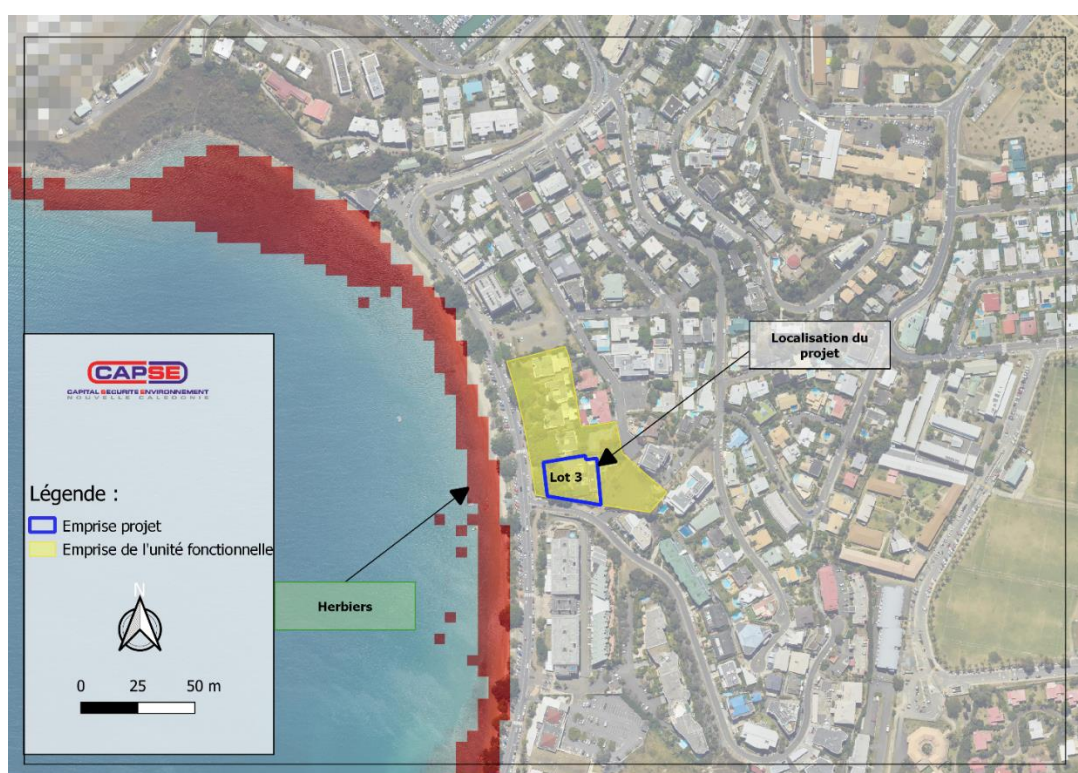 Localisation du
projet
Lot 3
Herbiers
CAPSE
CAPITAL SECURITE ENVIRONNEMENT
NOUVELLE CALEDONIE
Légende :
Emprise projet
Emprise de l'unité fonctionnelle
N
0 25 50 m